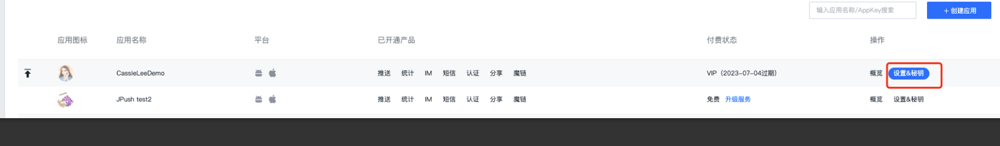 输入应用名称/AppKey搜索 + 创建应用
应用图标 应用名称 平台 已开通产品 付费状态 操作
CassieLeeDemo 推送 统计 IM 短信 认证 分享 魔链 VIP（2023-07-04过期） 概览 设置&秘钥
JPush test2 推送 统计 IM 短信 认证 分享 魔链 免费 升级服务 概览 设置&秘钥